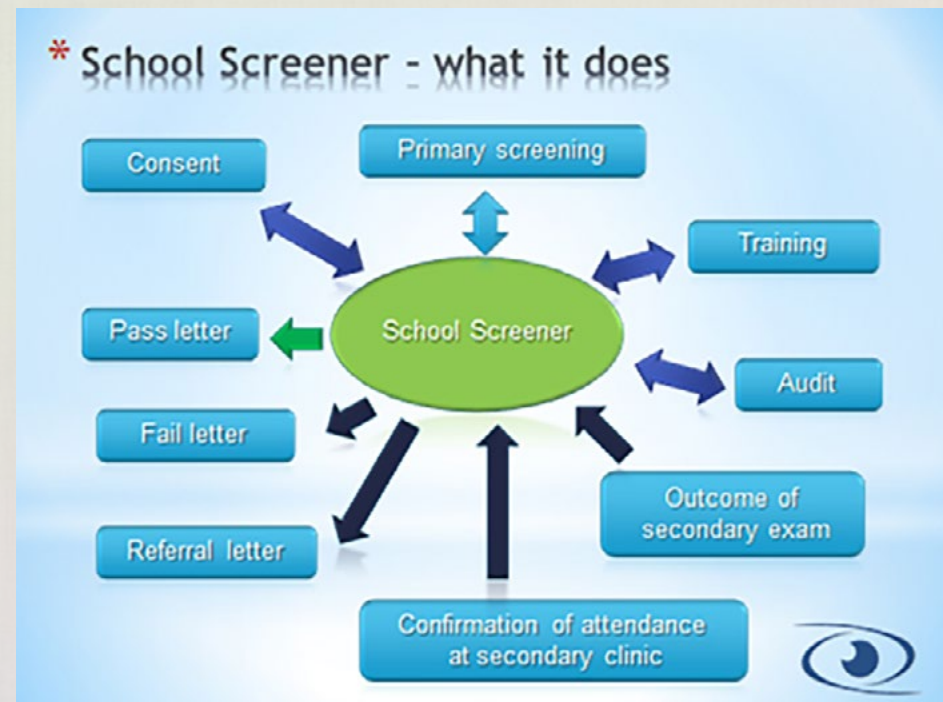 * School Screener - what it does
Consent
Primary screening
Training
Pass letter
School Screener
Audit
Fail letter
Outcome of
secondary exam
Referral letter
Confirmation of attendance
at secondary clinic